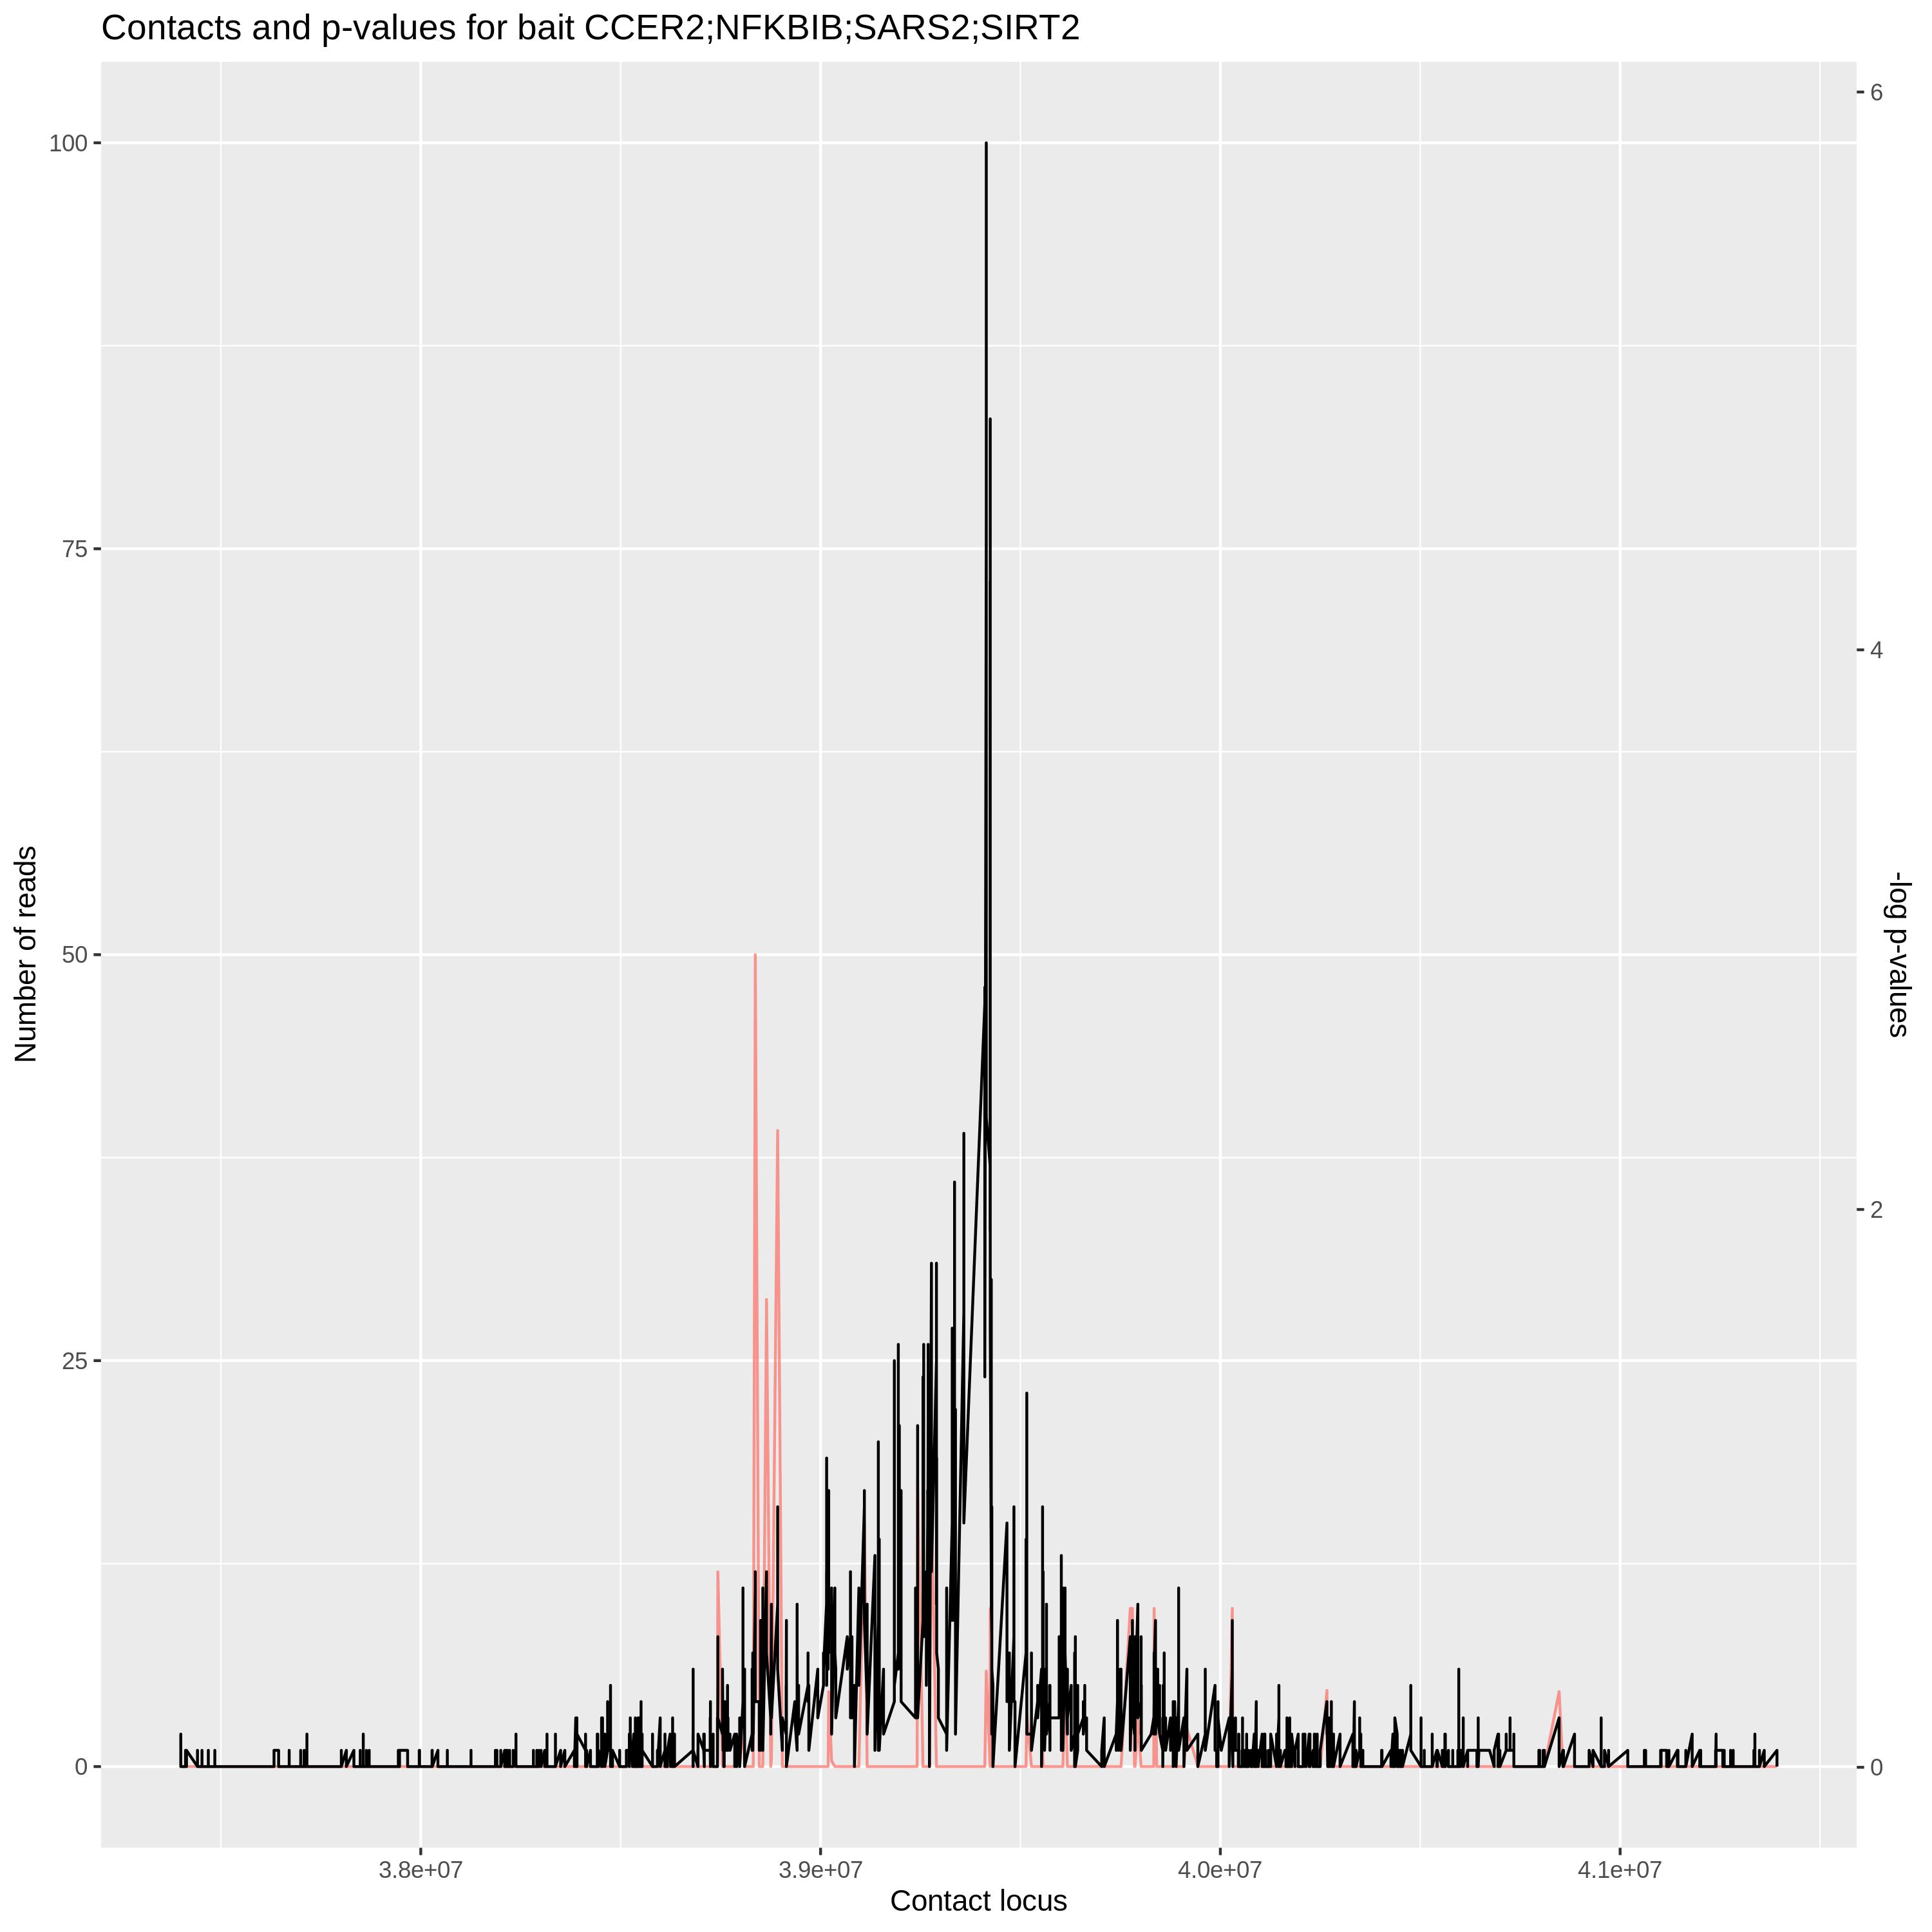 Contacts and p-values for bait CCER2;NFKBIB;SARS2;SIRT2
100
75
50
25
0
Number of reads
6
4
2
0
-log p-values
3.8e+07
3.9e+07
4.0e+07
4.1e+07
Contact locus